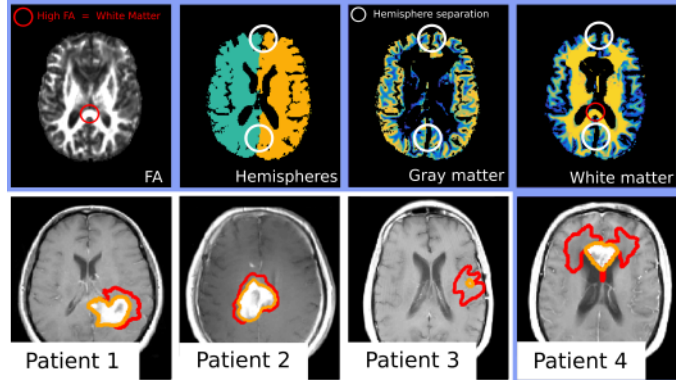 High FA = White Matter
Hemisphere separation
FA
Hemispheres
Gray matter
White matter
Patient 1
Patient 2
Patient 3
Patient 4